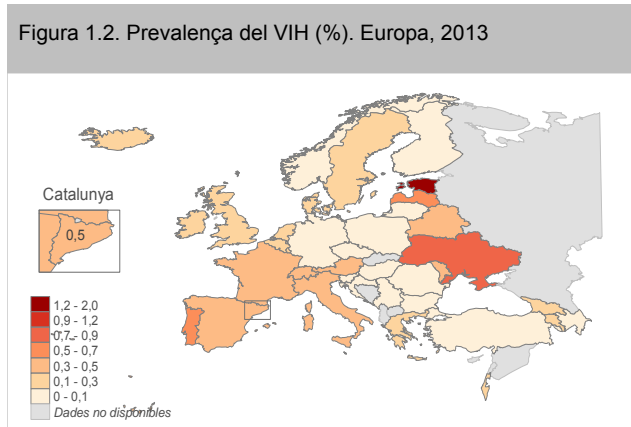 Figura 1.2. Prevalença del VIH (%). Europa, 2013
Catalunya
0,5
1,2 - 2,0
0,9 - 1,2
0,7 - 0,9
0,5 - 0,7
0,3 - 0,5
0,1 - 0,3
0 - 0,1
Dades no disponibles